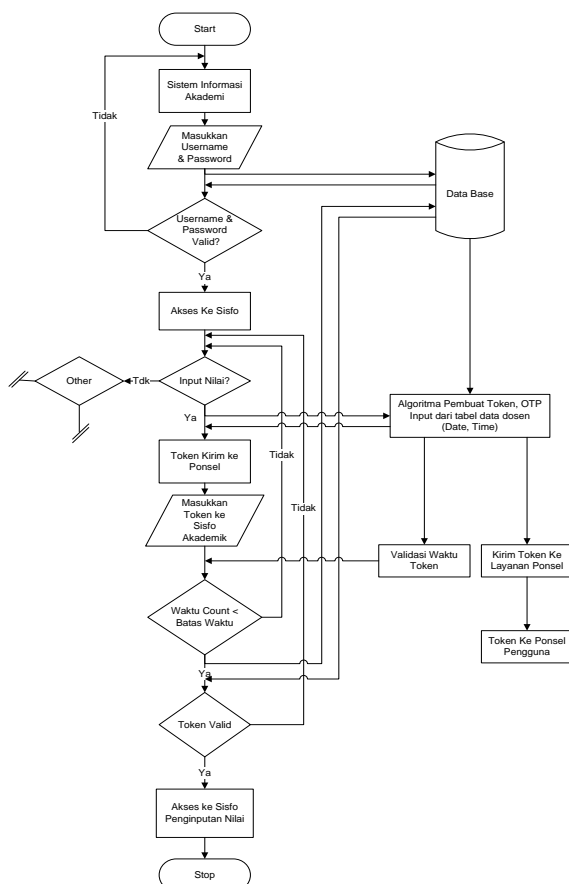 Start
Sistem Informasi
Akademi
Tidak
Masukkan
Username
& Password
Data Base
Username &
Password
Valid?
Ya
Akses Ke Sisfo
Other
Tdk
Input Nilai?
Ya
Algoritma Pembuat Token, OTP
Input dari tabel data dosen
(Date, Time)
Token Kirim ke
Ponsel
Tidak
Tidak
Masukkan
Token ke
Sisfo
Akademik
Validasi Waktu
Token
Kirim Token Ke
Layanan Ponsel
Waktu Count <
Batas Waktu
Token Ke Ponsel
Pengguna
Ya
Token Valid
Ya
Akses ke Sisfo
Penginputan Nilai
Stop